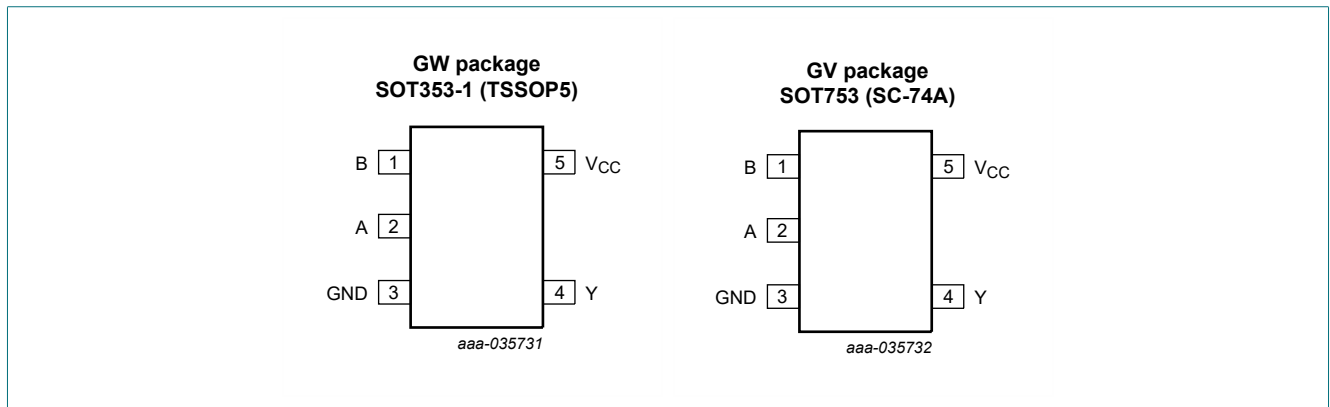 GW package
SOT353-1 (TSSOP5)
B 1 5 VCC
A 2
GND 3 4 Y
aaa-035731
GV package
SOT753 (SC-74A)
B 1 5 VCC
A 2
GND 3 4 Y
aaa-035732